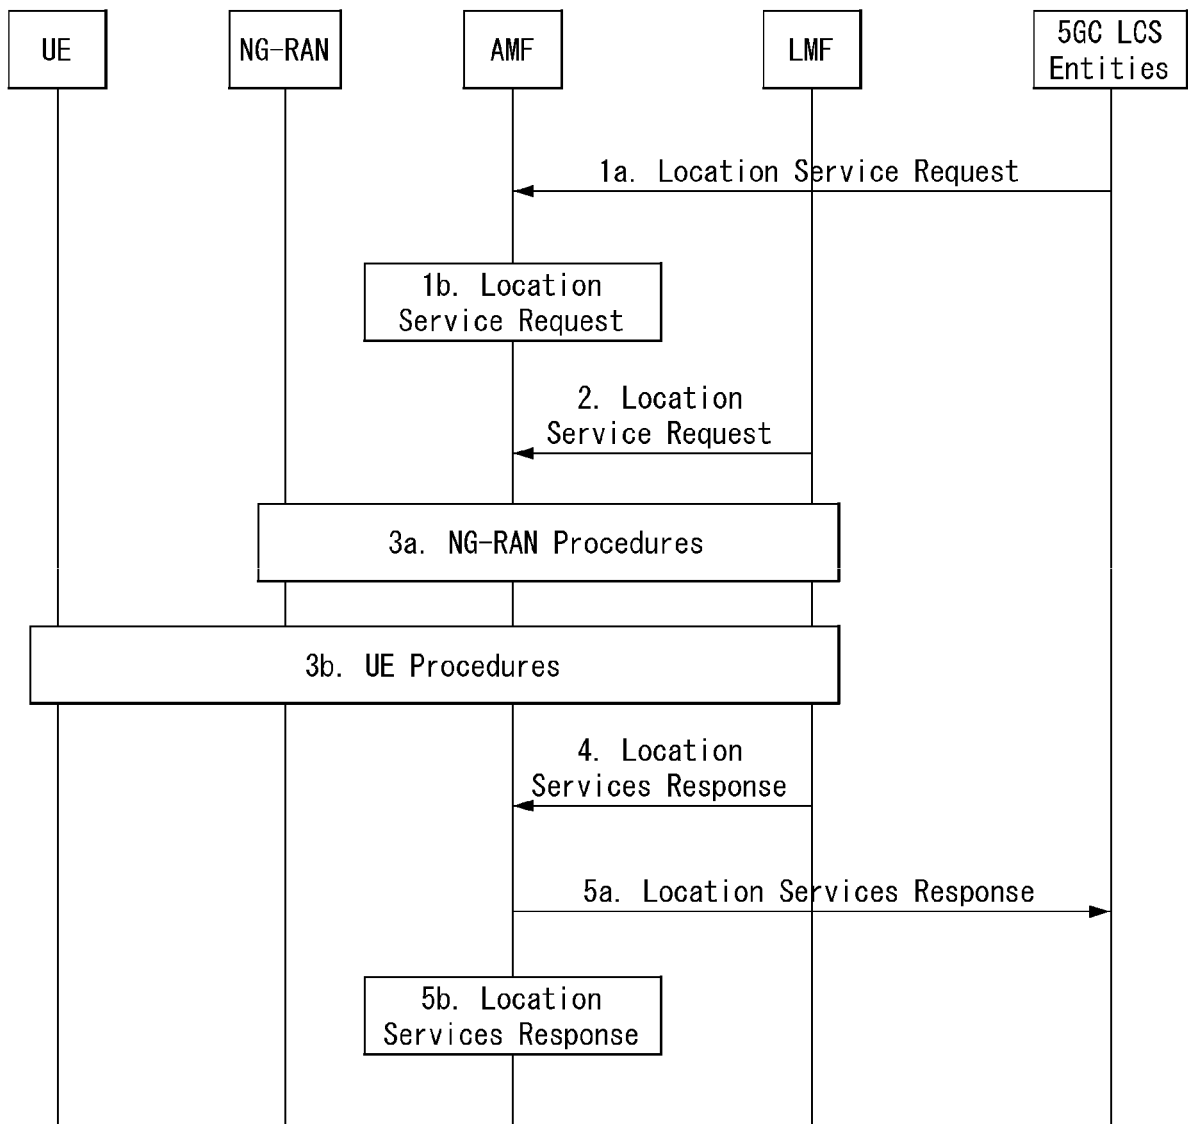 UE
NG-RAN
AMF
LMF
5GC LCS
Entities
1a. Location Service Request
1b. Location
Service Request
2. Location
Service Request
3a. NG-RAN Procedures
3b. UE Procedures
4. Location
Services Response
5a. Location Services Response
5b. Location
Services Response